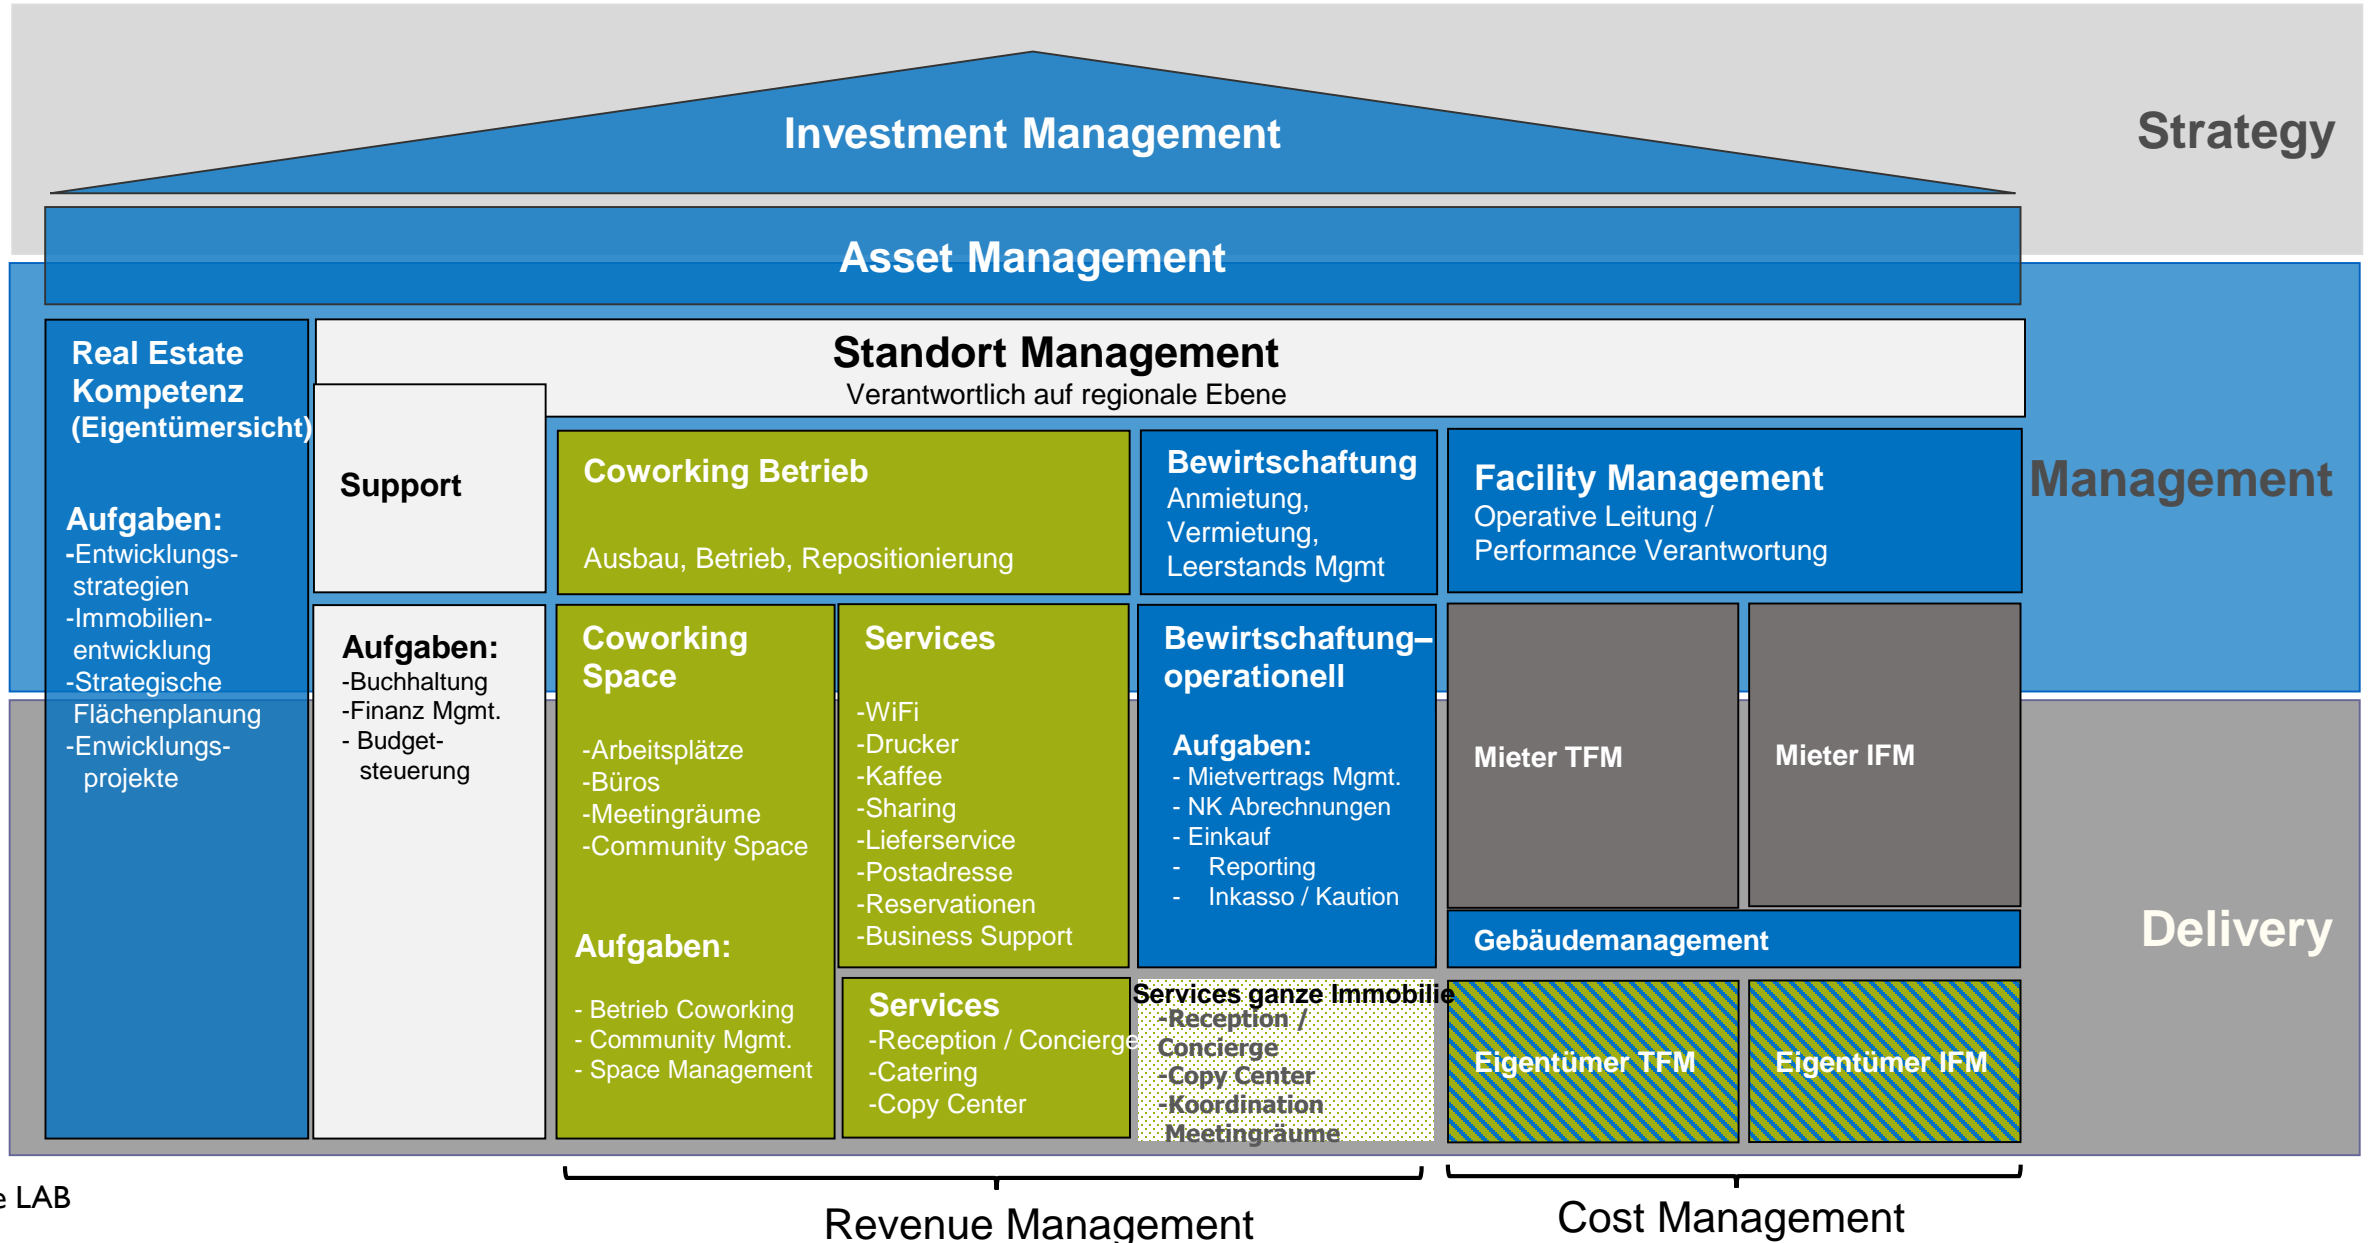 Investment Management
Strategy
Asset Management
Real Estate
Kompetenz
(Eigentümersicht)
Aufgaben:
-Entwicklungs-
strategien
-Immobilien-
entwicklung
-Strategische
Flächenplanung
-Enwicklungs-
projekte
Standort Management
Verantwortlich auf regionale Ebene
Support
Aufgaben:
-Buchhaltung
-Finanz Mgmt.
- Budget-
steuerung
Coworking Betrieb
Ausbau, Betrieb, Repositionierung
Coworking
Space
-Arbeitsplätze
-Büros
-Meetingräume
-Community Space
Aufgaben:
- Betrieb Coworking
- Community Mgmt.
- Space Management
Services
-WiFi
-Drucker
-Kaffee
-Sharing
-Lieferservice
-Postadresse
-Reservationen
-Business Support
Services
-Reception / Concierge
-Catering
-Copy Center
Bewirtschaftung
Anmietung,
Vermietung,
Leerstands Mgmt
Bewirtschaftung–
operationell
Aufgaben:
- Mietvertrags Mgmt.
- NK Abrechnungen
- Einkauf
- Reporting
- Inkasso / Kaution
Services ganze Immobilie
-Reception /
Concierge
-Copy Center
-Koordination
Meetingräume
Facility Management
Operative Leitung /
Performance Verantwortung
Mieter TFM
Mieter IFM
Gebäudemanagement
Eigentümer TFM
Eigentümer IFM
Management
Delivery
e LAB
Revenue Management
Cost Management